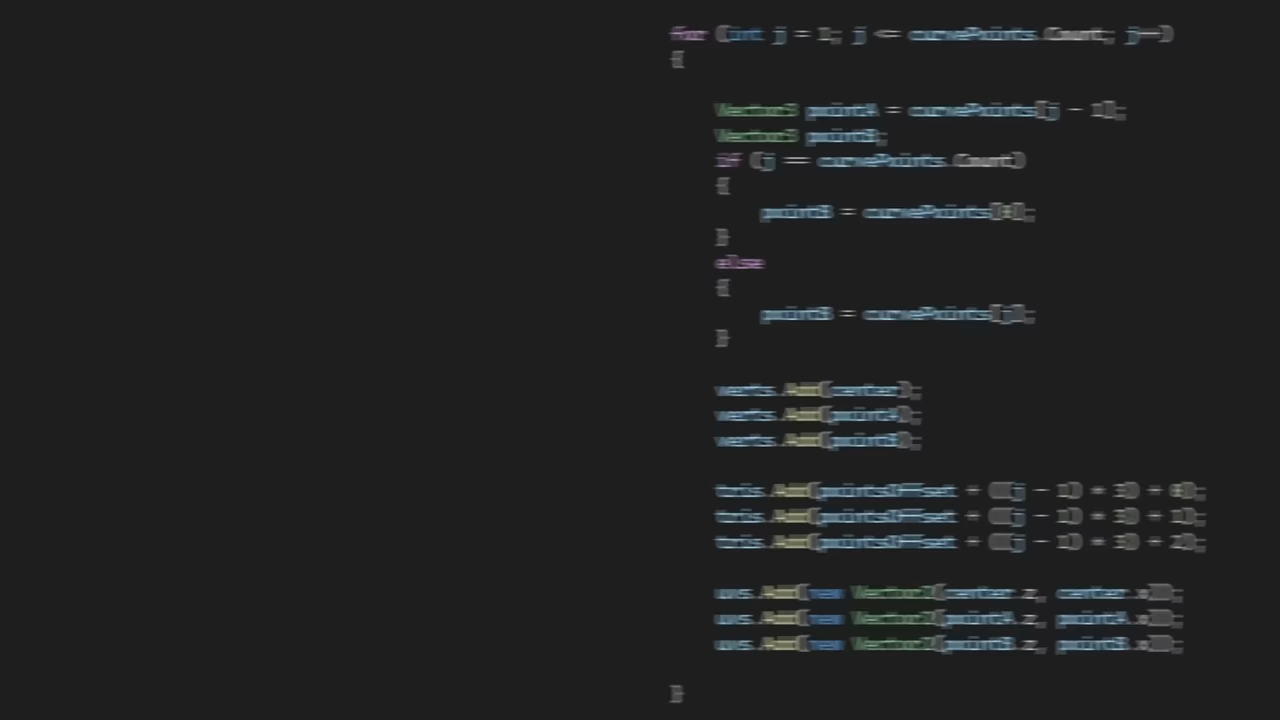 for (int j = 1; j <= curvePoints.Count; j++)
{
Vector3 pointA = curvePoints[j - 1];
Vector3 pointB;
if (j == curvePoints.Count)
{
pointB = curvePoints[0];
}
else
{
pointB = curvePoints[j];
}
verts.Add(center);
verts.Add(pointA);
verts.Add(pointB);
tris.Add(pointsOffset + ((j - 1) * 3) + 0);
tris.Add(pointsOffset + ((j - 1) * 3) + 1);
tris.Add(pointsOffset + ((j - 1) * 3) + 2);
uvs.Add(new Vector2(center.z, center.x));
uvs.Add(new Vector2(pointA.z, pointA.x));
uvs.Add(new Vector2(pointB.z, pointB.x));
}